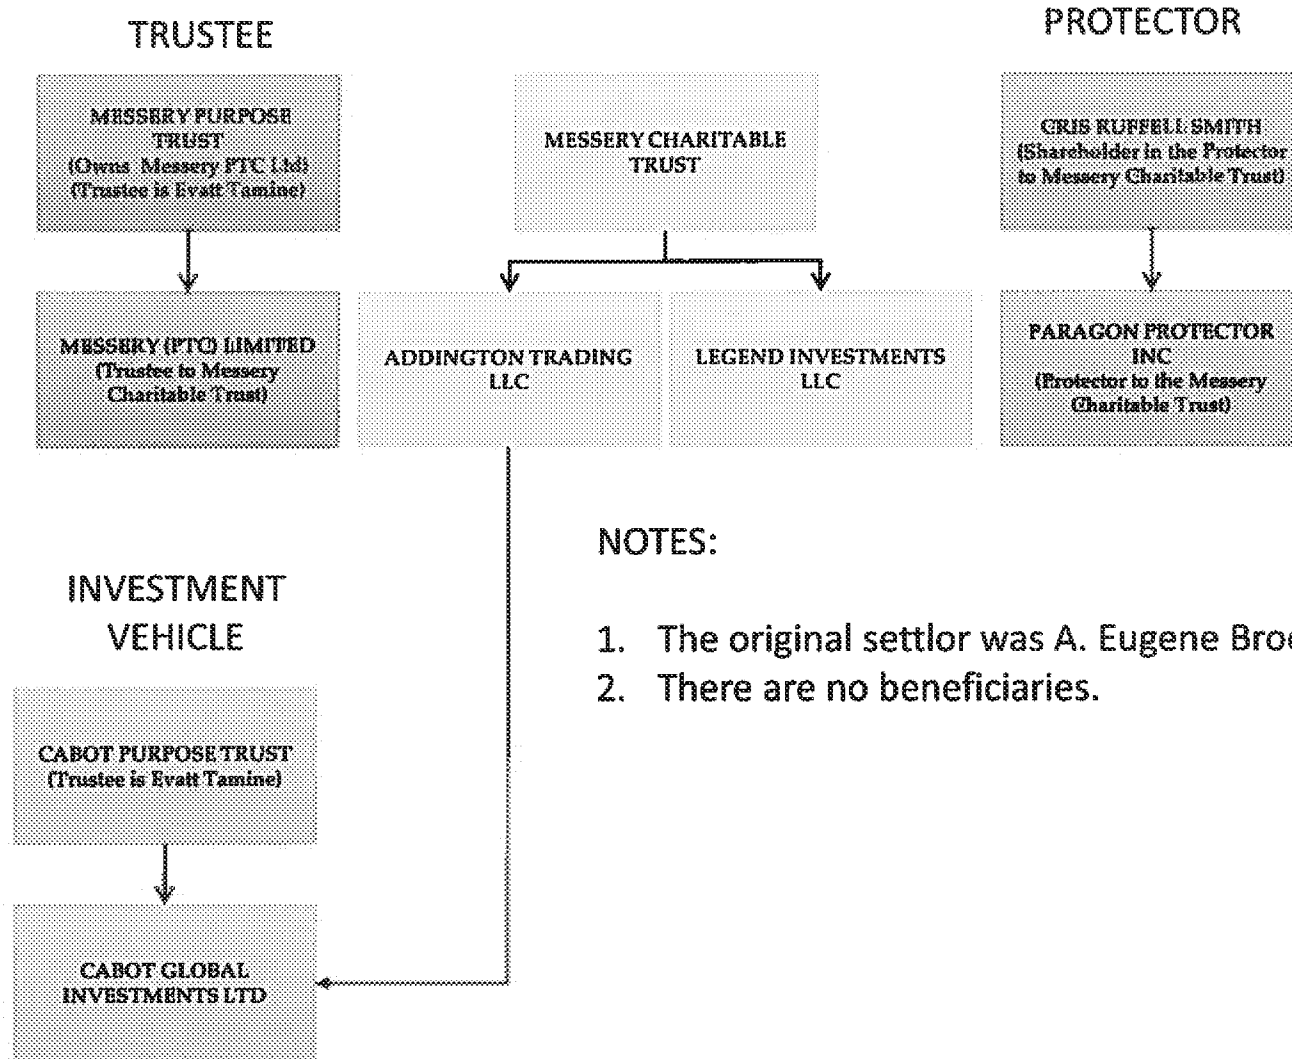 TRUSTEE
PROTECTOR
MESSERY PURPOSE
TRUST
(Owns Messery PTC Ltd)
(Trustee is Evatt Tamine)
MESSERY CHARITABLE
TRUST
CRIS RUFFELL SMITH
(Shareholder in the Protector
to Messery Charitable Trust)
MESSERY (PTC) LIMITED
(Trustee to Messery
Charitable Trust)
ADDINGTON TRADING
LLC
LEGEND INVESTMENTS
LLC
PARAGON PROTECTOR
INC
(Protector to the Messery
Charitable Trust)
NOTES:
1. The original settlor was A. Eugene
2. There are no beneficiaries.
INVESTMENT
VEHICLE
CABOT PURPOSE TRUST
(Trustee is Evatt Tamine)
CABOT GLOBAL
INVESTMENTS LTD